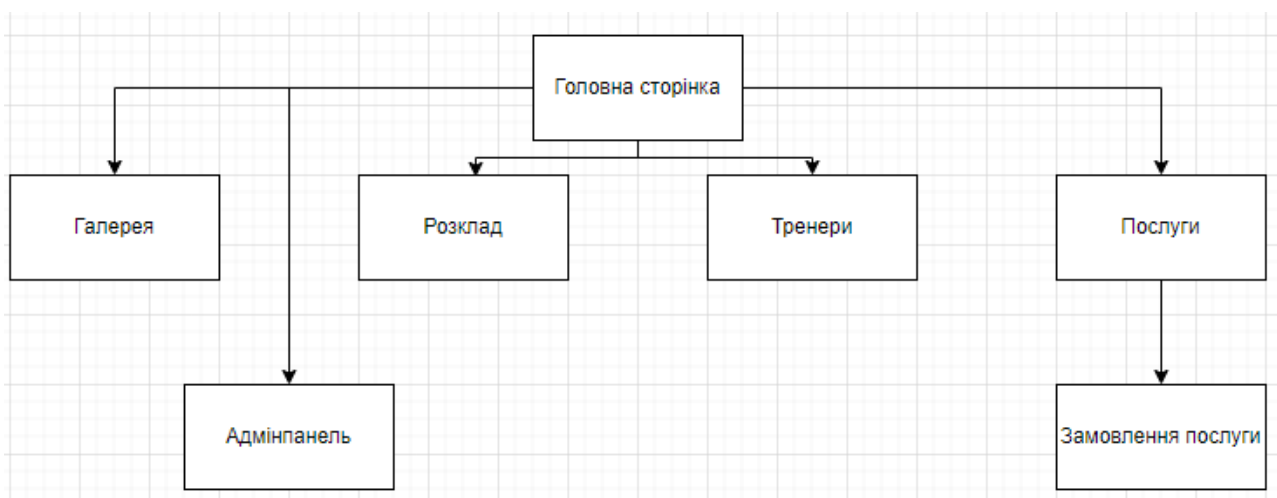 Головна сторінка
Галерея
Розклад
Тренери
Послуги
Адмінпанель
Замовлення послуги